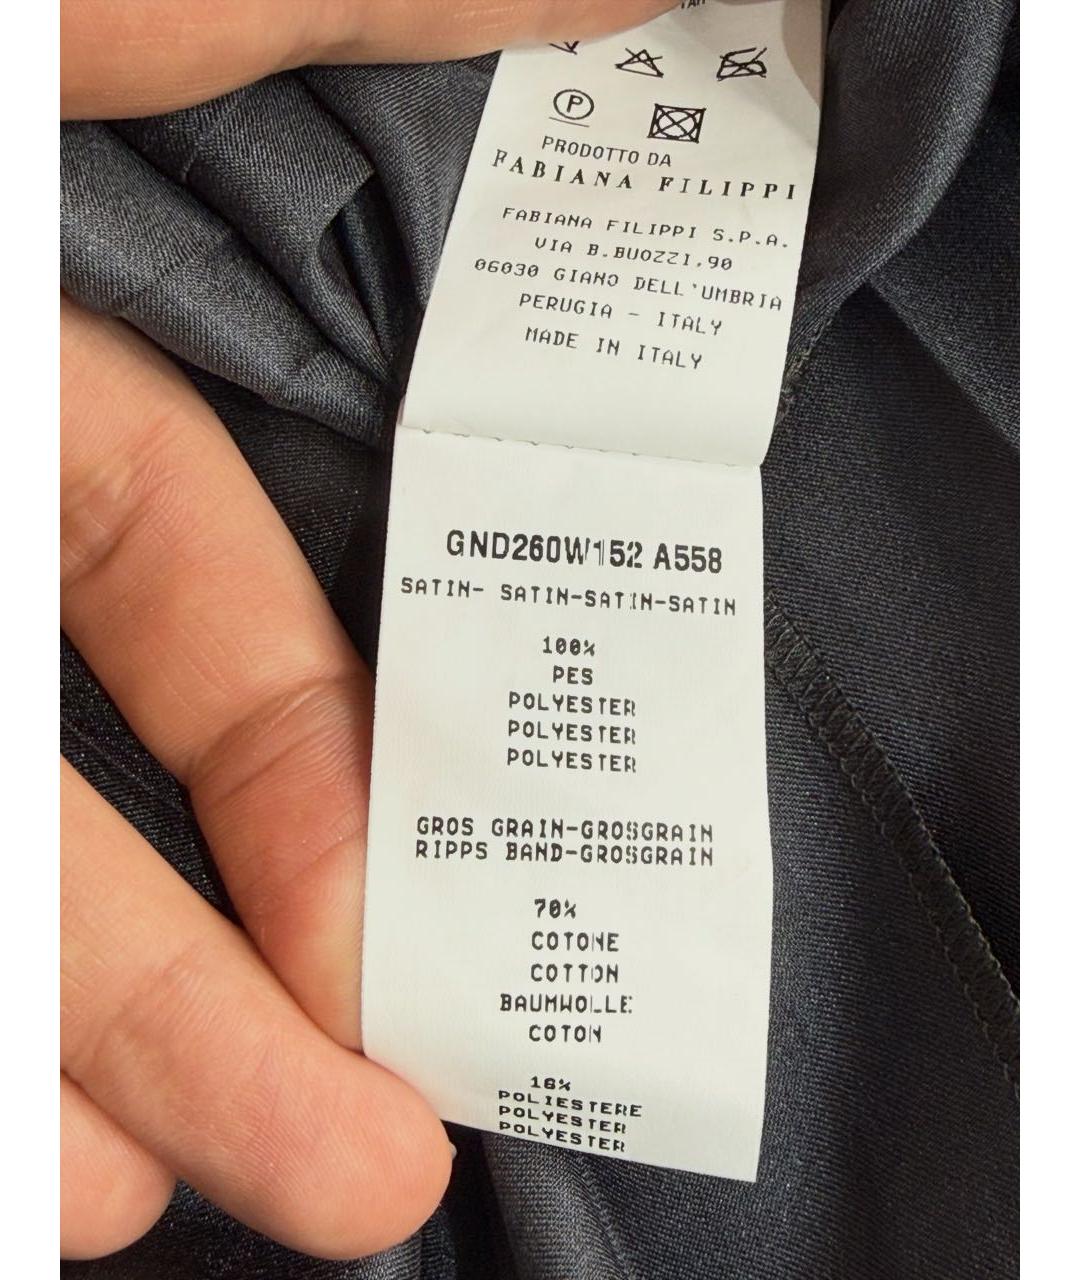 P
PRODOTTO DA
FABIANA FILIPPI
FABIANA FILIPPI S.P.A.
VIA B.BUOZZI,90
06030 GIANO DELL'UMBRIA
PERUGIA - ITALY
MADE IN ITALY
GND260W152 A558
SATIN- SATIN-SATIN-SATIN
100%
PES
POLYESTER
POLYESTER
POLYESTER
GROS GRAIN-GROSGRAIN
RIPPS BAND-GROSGRAIN
70%
COTONE
COTTON
BAUMWOLLE
COTON
16%
POLIESTERE
POLYESTER
POLYESTER